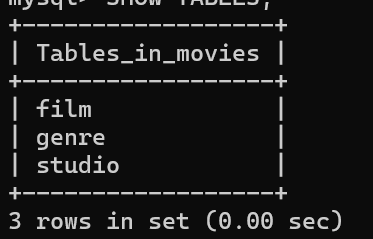 mysql> Show TABLES;
+------------------+
| Tables_in_movies |
+------------------+
| film             |
| genre            |
| studio           |
+------------------+
3 rows in set (0.00 sec)